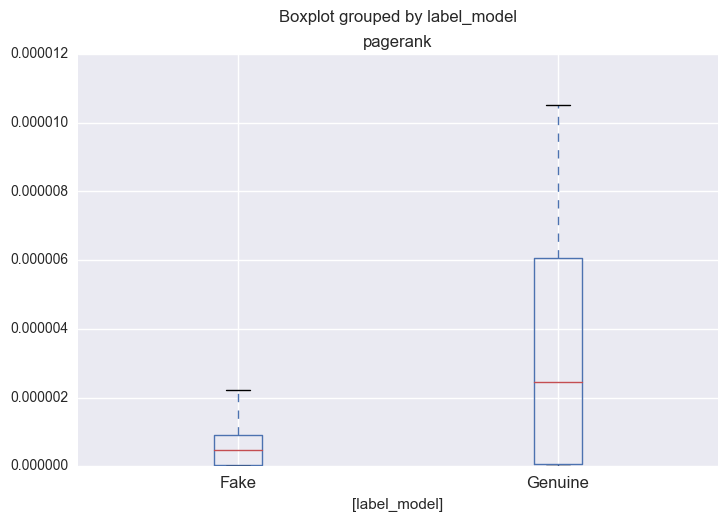 Boxplot grouped by label_model
pagerank
0.000012
0.000010
0.000008
0.000006
0.000004
0.000002
0.000000
Fake Genuine
[label_model]